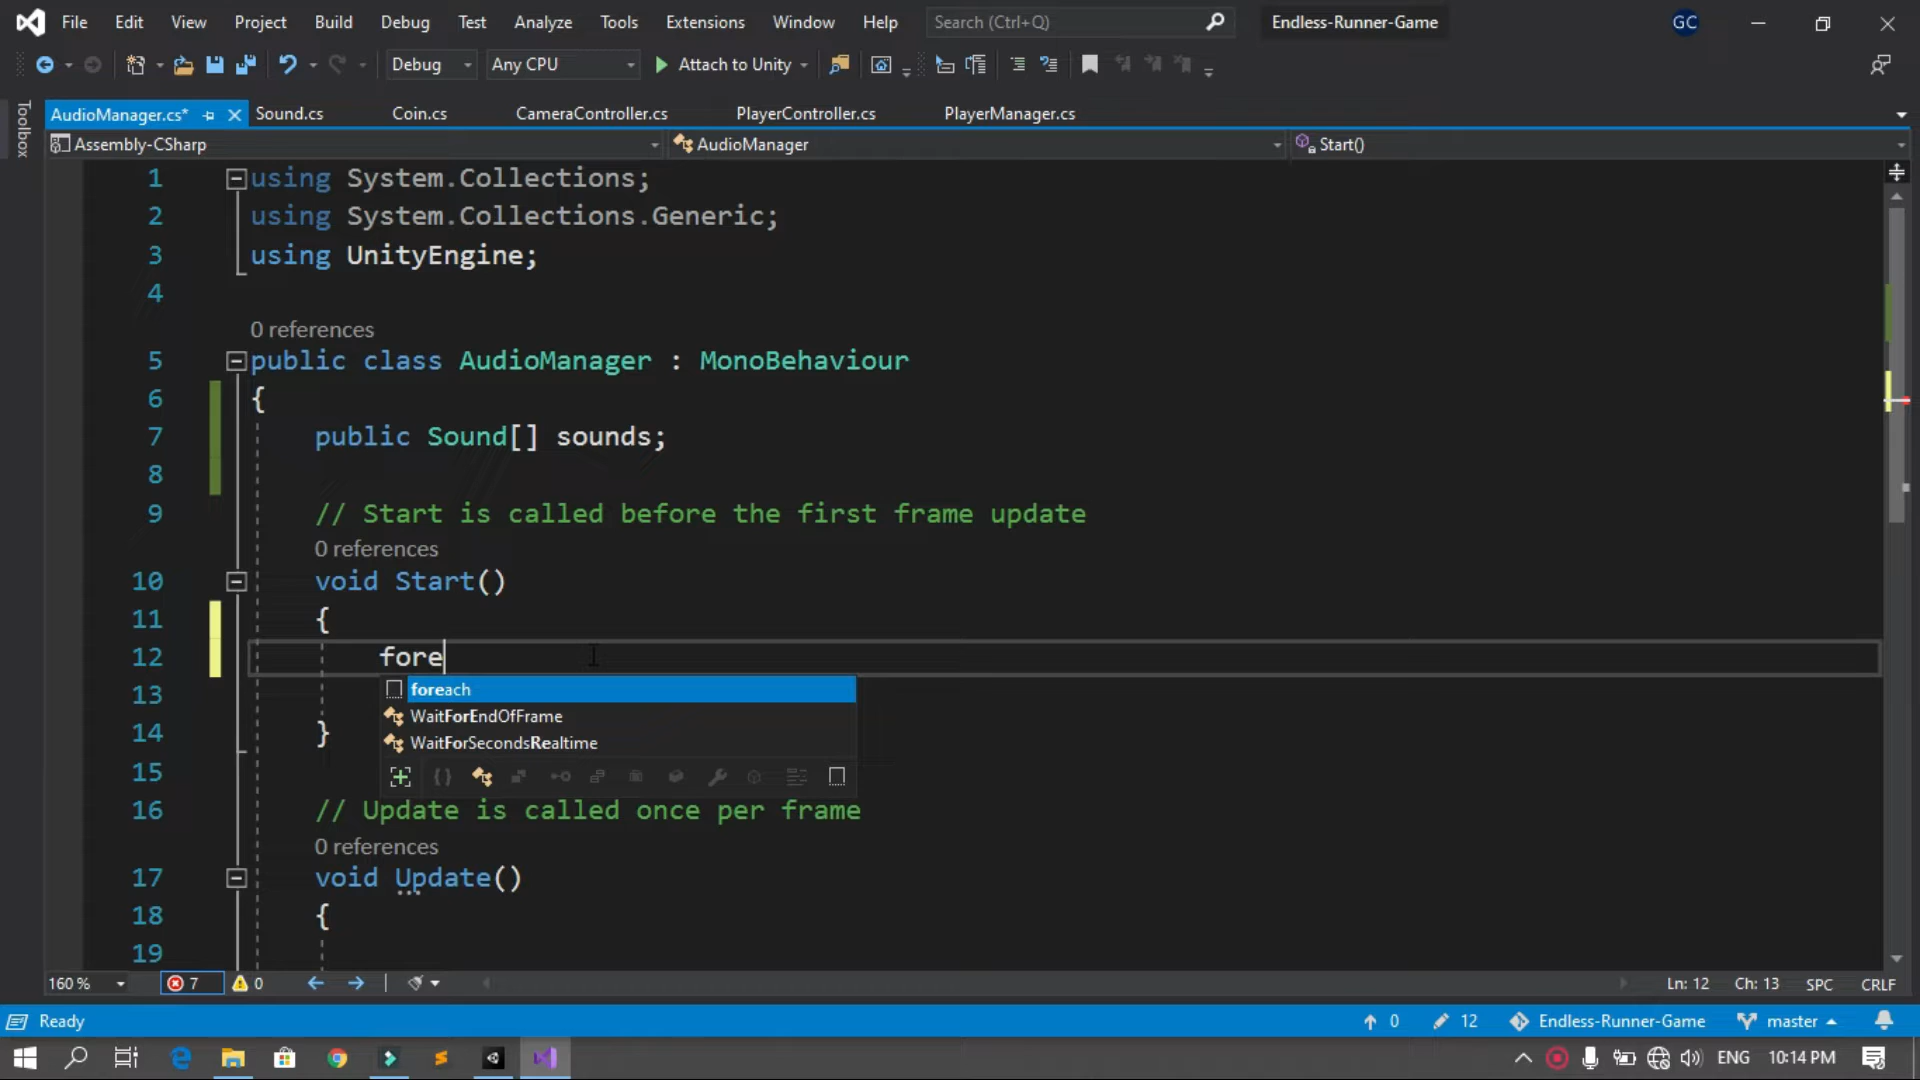 File Edit View Project Build Debug Test Analyze Tools Extensions Window Help Search (Ctrl+Q) Endless-Runner-Game GC
Debug Any CPU Attach to Unity
Toolbox
AudioManager.cs* Sound.cs Coin.cs CameraController.cs PlayerController.cs PlayerManager.cs
Assembly-CSharp AudioManager Start()
1 using System.Collections;
2 using System.Collections.Generic;
3 using UnityEngine;
4
0 references
5 public class AudioManager : MonoBehaviour
6 {
7 public Sound[] sounds;
8
9 // Start is called before the first frame update
0 references
10 void Start()
11 {
12 fore
foreach
13
WaitForEndOfFrame
14 }
WaitForSecondsRealtime
15
16 // Update is called once per frame
0 references
17 void Update()
18 {
19
160 % 7 0 Ln: 12 Ch: 13 SPC CRLF
Ready 0 12 Endless-Runner-Game master
ENG 10:14 PM